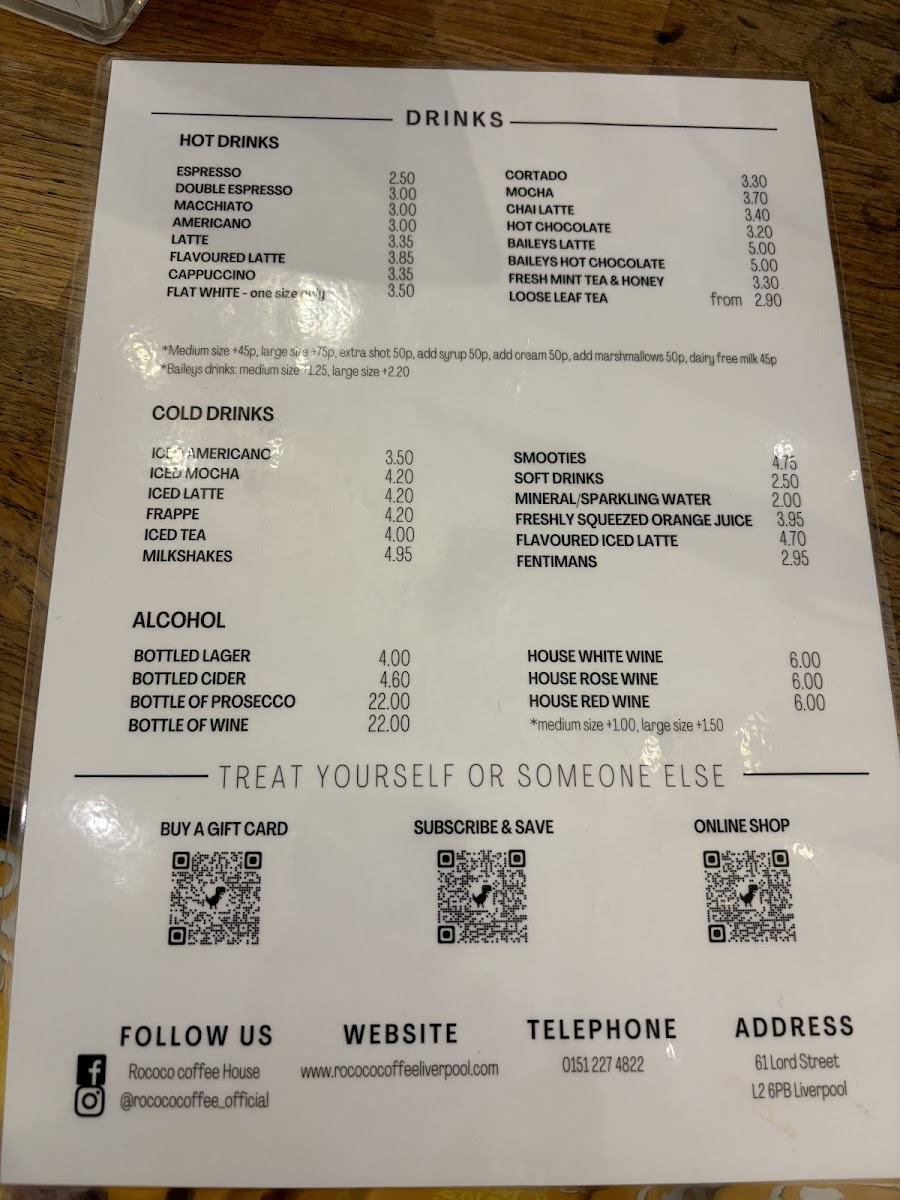 DRINKS
HOT DRINKS
ESPRESSO 2.50
DOUBLE ESPRESSO 3.00
MACCHIATO 3.00
AMERICANO 3.00
LATTE 3.35
FLAVOURED LATTE 3.85
CAPPUCCINO 3.35
FLAT WHITE - one size only 3.50
CORTADO 3.30
MOCHA 3.70
CHAI LATTE 3.40
HOT CHOCOLATE 3.20
BAILEYS LATTE 5.00
BAILEYS HOT CHOCOLATE 5.00
FRESH MINT TEA & HONEY 3.30
LOOSE LEAF TEA from 2.90
*Medium size +45p, large size +75p, extra shot 50p, add syrup 50p, add cream 50p, add marshmallows 50p, dairy free milk 45p
*Baileys drinks: medium size +1.25, large size +2.20
COLD DRINKS
ICED AMERICANO 3.50
ICED MOCHA 4.20
ICED LATTE 4.20
FRAPPE 4.20
ICED TEA 4.00
MILKSHAKES 4.95
SMOOTIES 4.75
SOFT DRINKS 2.50
MINERAL/SPARKLING WATER 2.00
FRESHLY SQUEEZED ORANGE JUICE 3.95
FLAVOURED ICED LATTE 4.70
FENTIMANS 2.95
ALCOHOL
BOTTLED LAGER 4.00
BOTTLED CIDER 4.60
BOTTLE OF PROSECCO 22.00
BOTTLE OF WINE 22.00
HOUSE WHITE WINE 6.00
HOUSE ROSE WINE 6.00
HOUSE RED WINE 6.00
*medium size +1.00, large size +1.50
TREAT YOURSELF OR SOMEONE ELSE
BUY A GIFT CARD
SUBSCRIBE & SAVE
ONLINE SHOP
FOLLOW US
Rococo coffee House
@rocococoffee_official
WEBSITE
www.rocococoffeeliverpool.com
TELEPHONE
0151 227 4822
ADDRESS
61 Lord Street
L2 6PB Liverpool